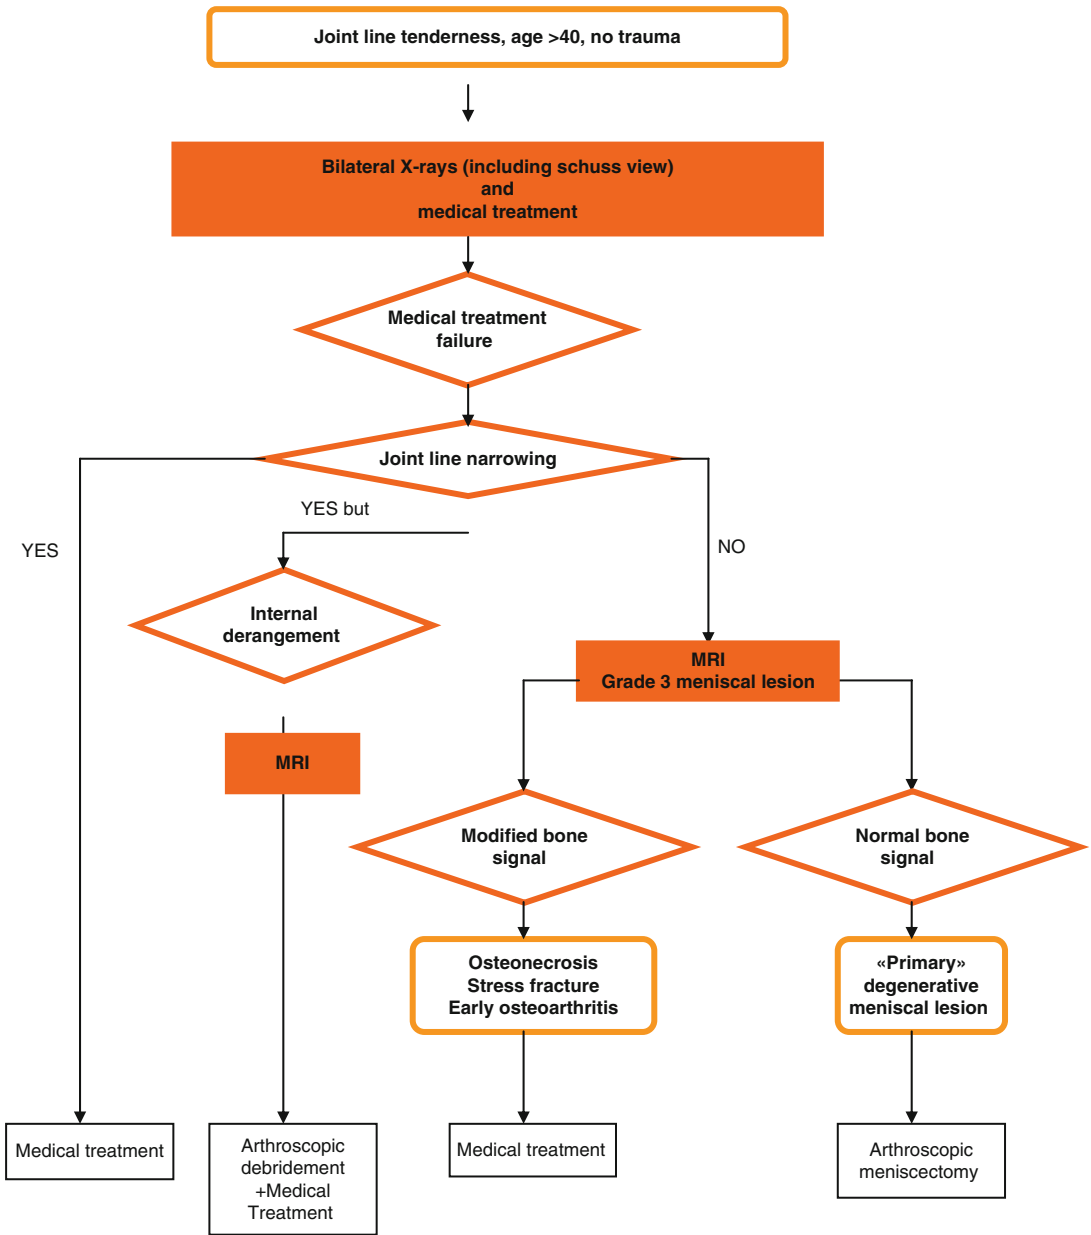 Joint line tenderness, age >40, no trauma
Bilateral X-rays (including schuss view)
and
medical treatment
Medical treatment
failure
Joint line narrowing
YES but
YES
NO
Internal
derangement
MRI
Grade 3 meniscal lesion
MRI
Modified bone
signal
Normal bone
signal
Osteonecrosis
Stress fracture
Early osteoarthritis
«Primary»
degenerative
meniscal lesion
Medical treatment
Arthroscopic
debridement
+Medical
Treatment
Medical treatment
Arthroscopic
meniscectomy